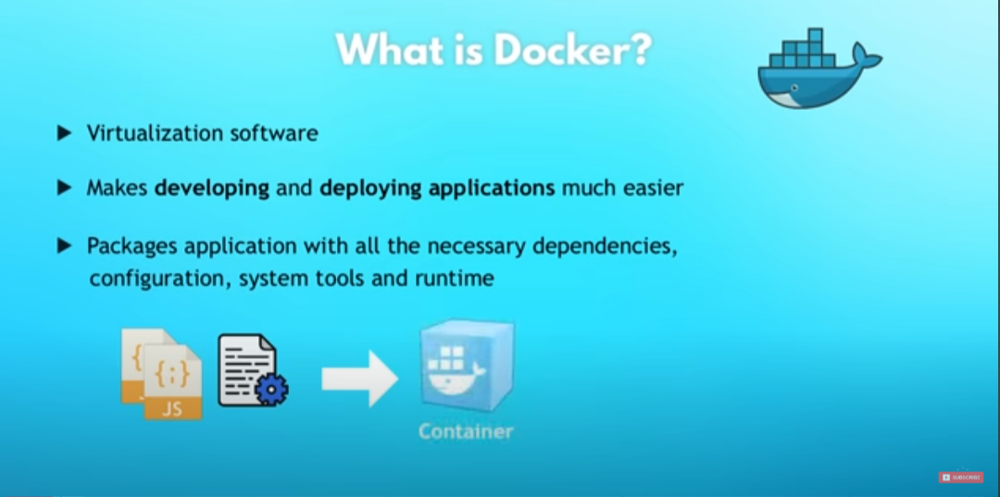 What is Docker?
Virtualization software
Makes developing and deploying applications much easier
Packages application with all the necessary dependencies,
configuration, system tools and runtime
{
{;}
JS
Container
SUBSCRIBE